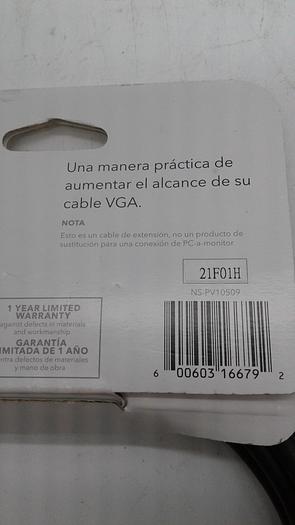 Una manera práctica de
aumentar el alcance de su
cable VGA.
NOTA
Esto es un cable de extensión, no un producto de
sustitución para una conexión de PC-a-monitor.
21F01H
NS-PV10509
1 YEAR LIMITED
WARRANTY
against defects in materials
and workmanship
GARANTÍA
LIMITADA DE 1 AÑO
contra defectos de materiales
y mano de obra
6 00603 16679 2